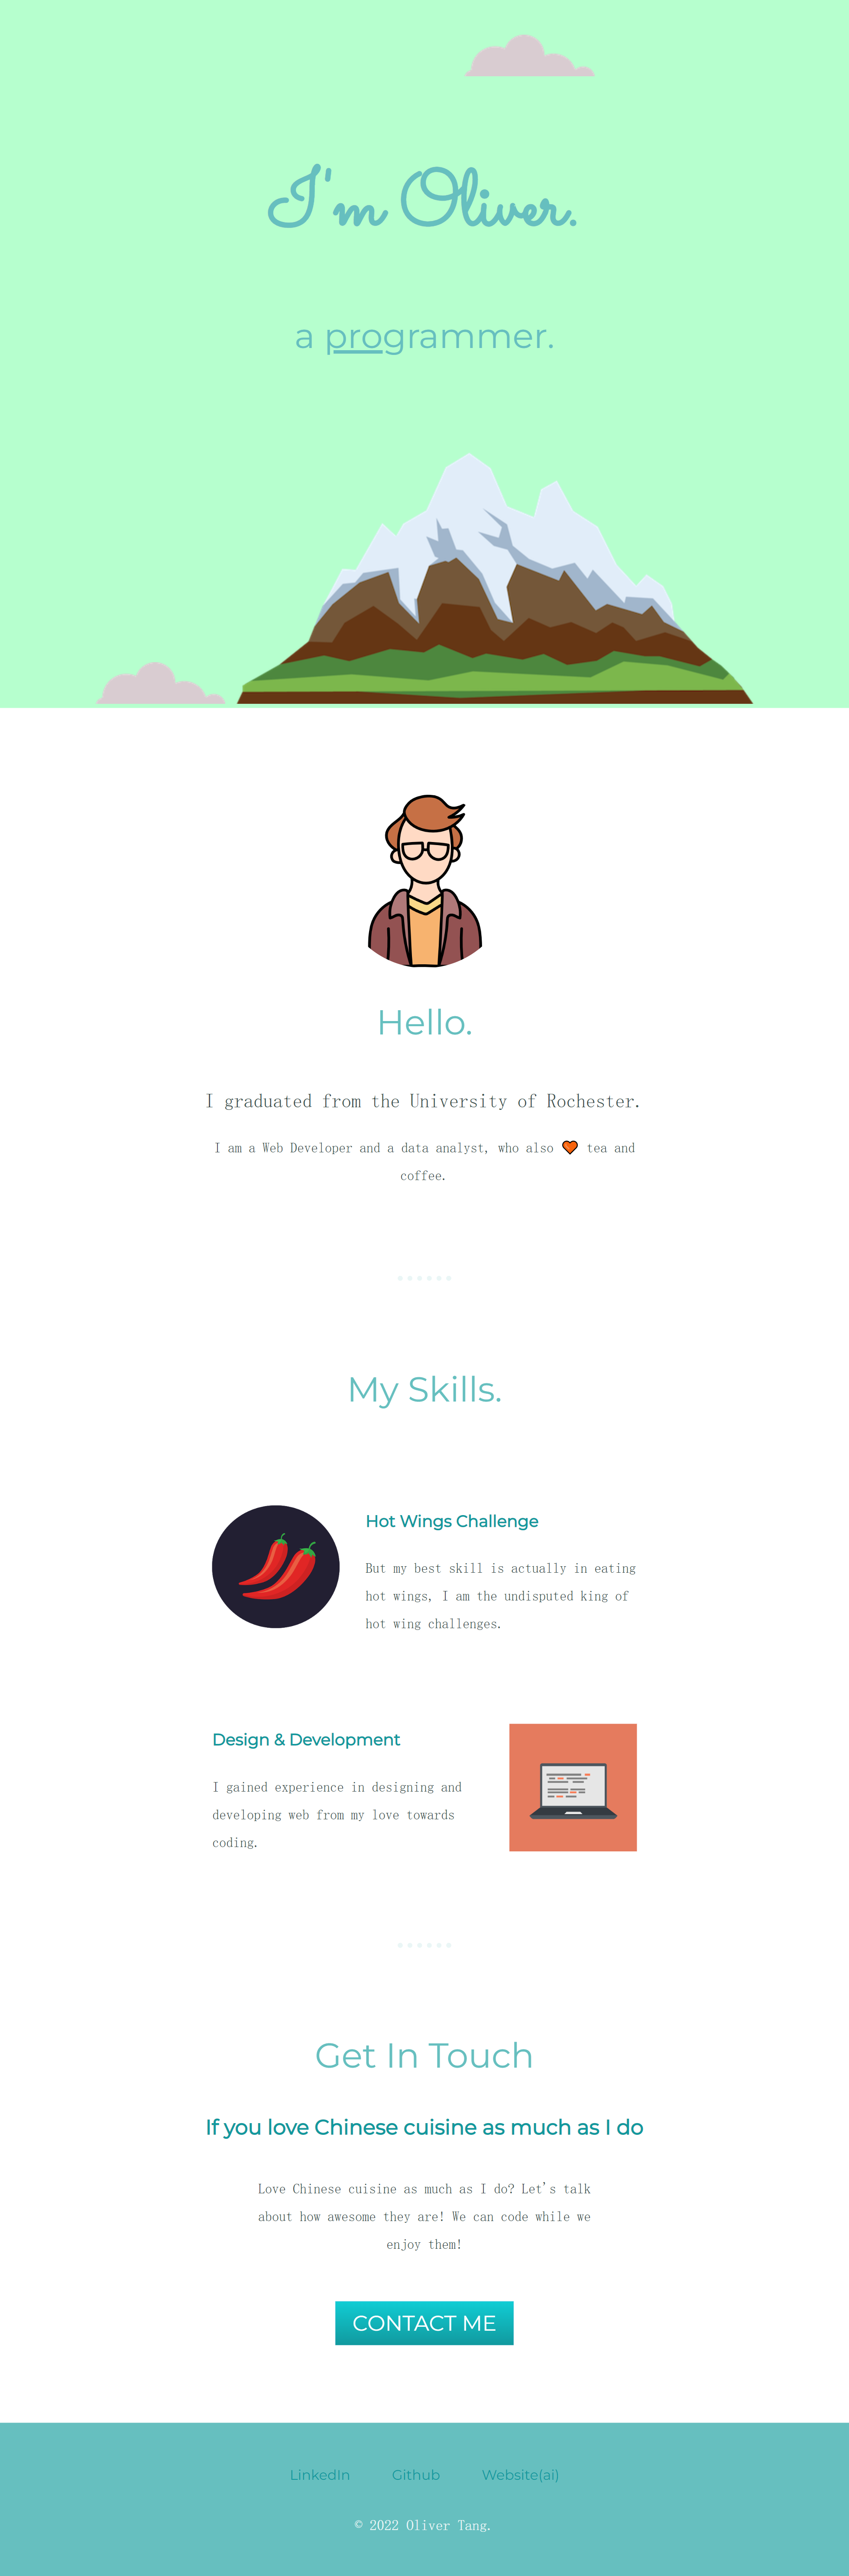 I'm Oliver.
a programmer.
Hello.
I graduated from the University of Rochester.
I am a Web Developer and a data analyst, who also 🧡 tea and
coffee.
My Skills.
Hot Wings Challenge
But my best skill is actually in eating
hot wings, I am the undisputed king of
hot wing challenges.
Design & Development
I gained experience in designing and
developing web from my love towards
coding.
Get In Touch
If you love Chinese cuisine as much as I do
Love Chinese cuisine as much as I do? Let's talk
about how awesome they are! We can code while we
enjoy them!
CONTACT ME
LinkedIn Github Website(ai)
© 2022 Oliver Tang.